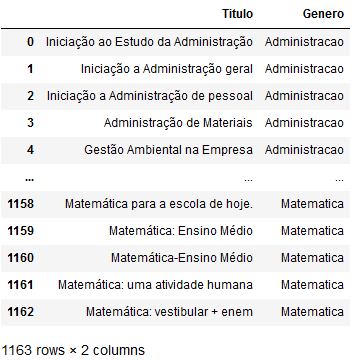 Titulo Genero
0 Iniciação ao Estudo da Administração Administracao
1 Iniciação a Administração geral Administracao
2 Iniciação a Administração de pessoal Administracao
3 Administração de Materiais Administracao
4 Gestão Ambiental na Empresa Administracao
... ... ...
1158 Matemática para a escola de hoje. Matematica
1159 Matemática: Ensino Médio Matematica
1160 Matemática-Ensino Médio Matematica
1161 Matemática: uma atividade humana Matematica
1162 Matemática: vestibular + enem Matematica
1163 rows × 2 columns